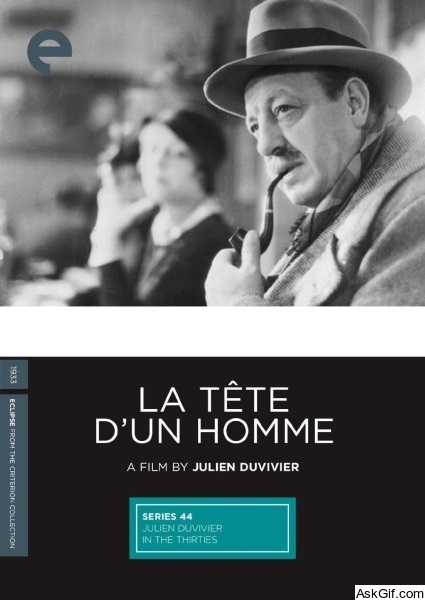 e
1933
ECLIPSE FROM THE CRITERION COLLECTION
LA TÊTE
D'UN HOMME
A FILM BY JULIEN DUVIVIER
SERIES 44
JULIEN DUVIVIER
IN THE THIRTIES
AskGif.com